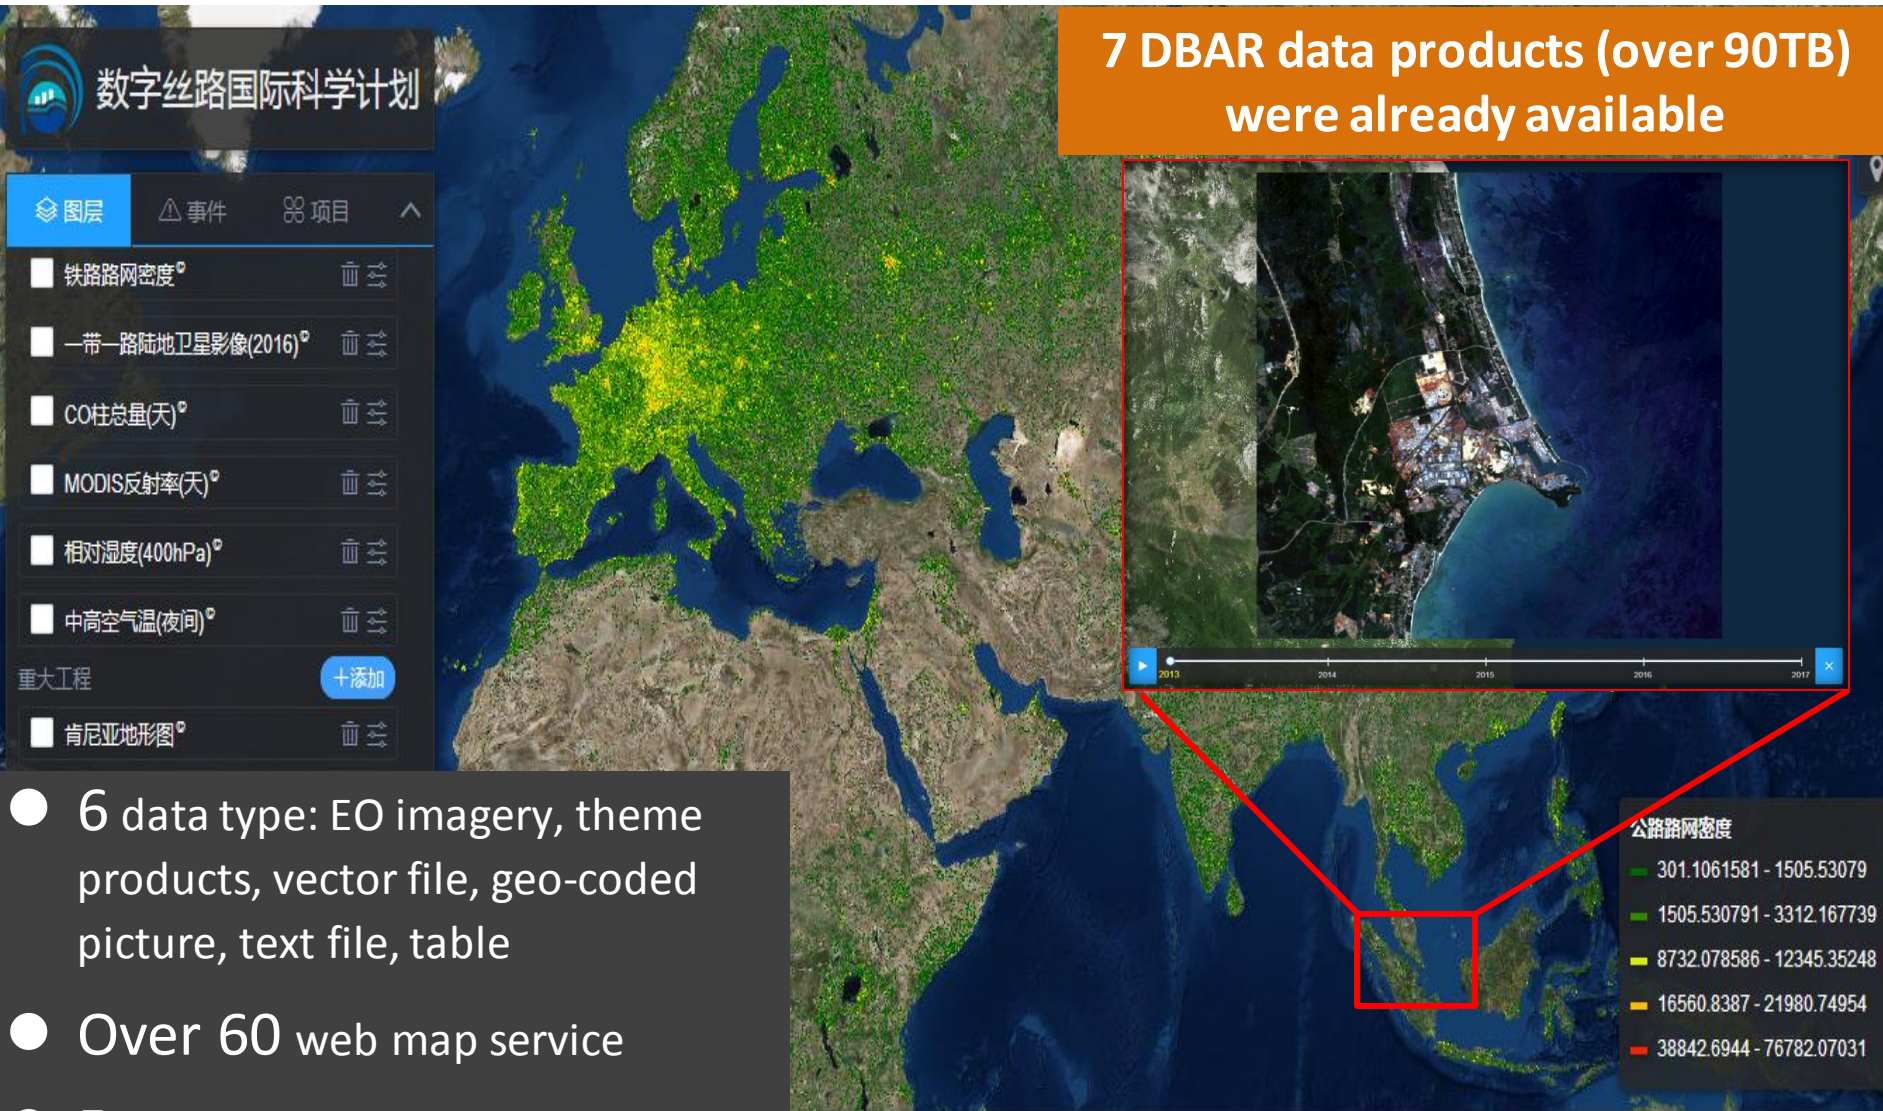 7 DBAR data products (over 90TB)
were already available
数字丝路国际科学计划
图层 事件 项目
铁路路网密度©
一带一路陆地卫星影像(2016)©
CO柱总量(天)©
MODIS反射率(天)©
相对湿度(400hPa)©
中高空气温(夜间)©
重大工程 +添加
肯尼亚地形图©
2013 2014 2015 2016 2017
● 6 data type: EO imagery, theme
products, vector file, geo-coded
picture, text file, table
● Over 60 web map service
公路路网密度
301.1061581 - 1505.53079
1505.530791 - 3312.167739
8732.078586 - 12345.35248
16560.8387 - 21980.74954
38842.6944 - 76782.07031